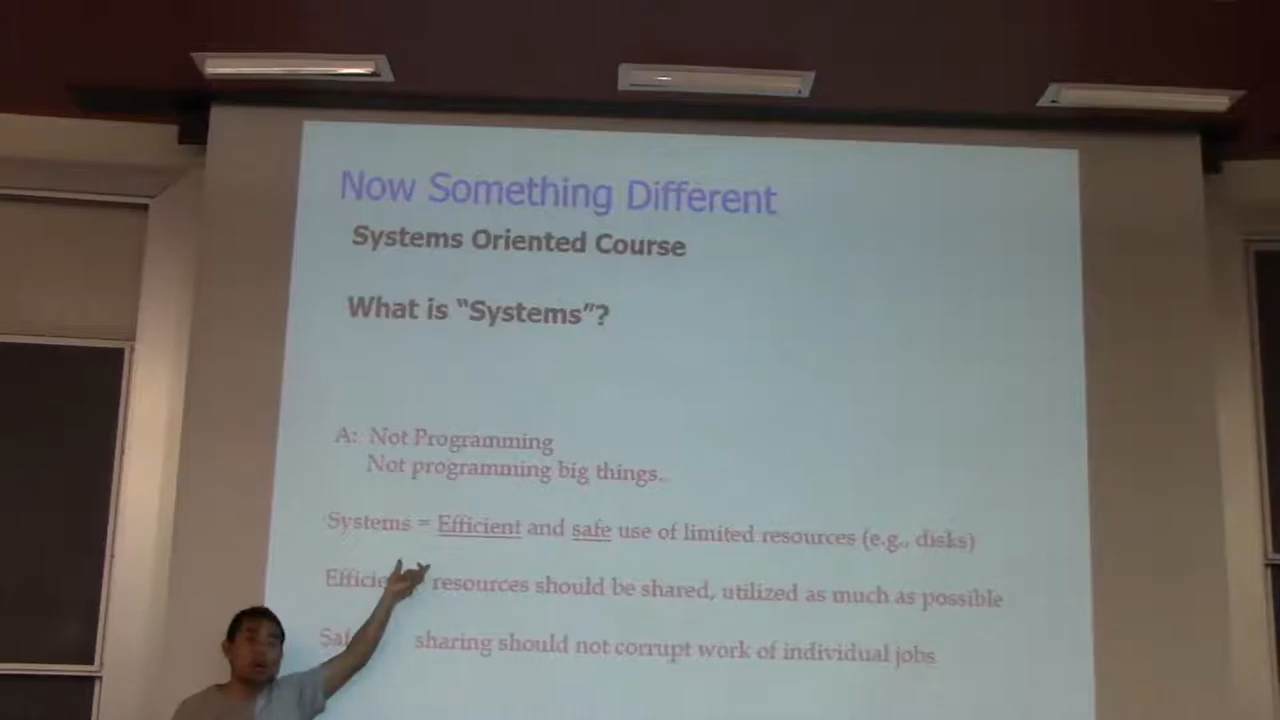 Now Something Different
Systems Oriented Course
What is “Systems”?
A: Not Programming
Not programming big things.
Systems = Efficient and safe use of limited resources (e.g., disks)
resources should be shared, utilized as much as possible
sharing should not corrupt work of individual jobs